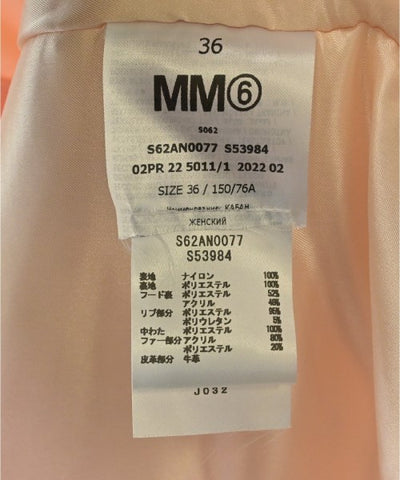 36
MM⑥
S062
S62AN0077 S53984
02PR 22 5011/1 2022 02
SIZE 36 / 150/76A
Наименование: КАБАН
ЖЕНСКИЙ
S62AN0077
S53984
表地 ナイロン 100%
裏地 ポリエステル 100%
フード裏 ポリエステル 52%
アクリル 48%
リブ部分 ポリエステル 95%
ポリウレタン 5%
中わた ポリエステル 100%
ファー部分 アクリル 80%
ポリエステル 20%
皮革部分 牛革
J032